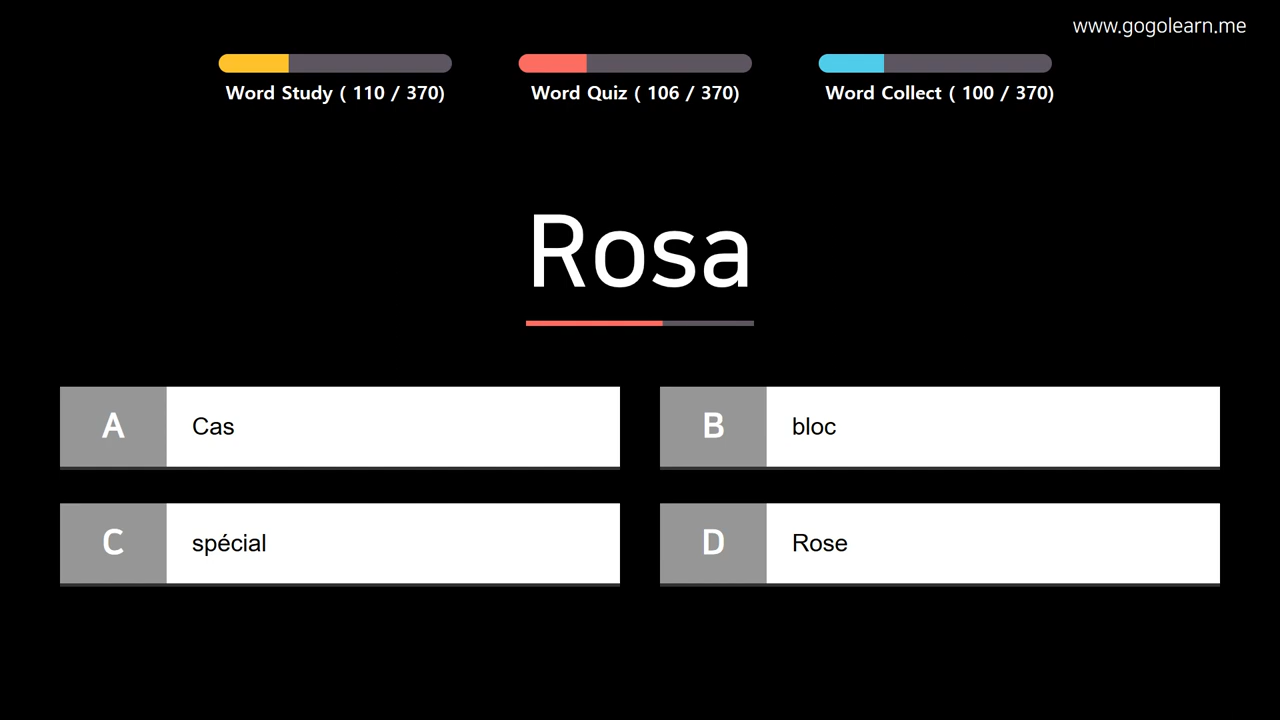 www.gogolearn.me
Word Study ( 110 / 370)
Word Quiz ( 106 / 370)
Word Collect ( 100 / 370)
Rosa
A Cas
B bloc
C spécial
D Rose